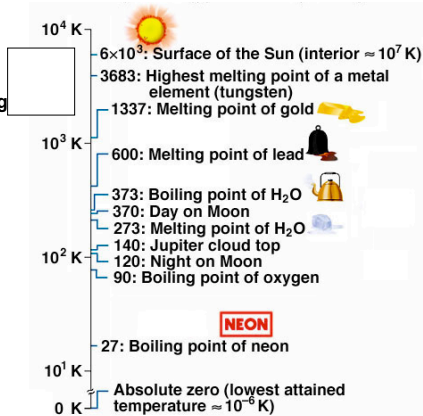 10⁴ K
6×10³: Surface of the Sun (interior ≈ 10⁷ K)
3683: Highest melting point of a metal
element (tungsten)
g
1337: Melting point of gold
10³ K
600: Melting point of lead
373: Boiling point of H₂O
370: Day on Moon
273: Melting point of H₂O
140: Jupiter cloud top
10² K
120: Night on Moon
90: Boiling point of oxygen
NEON
27: Boiling point of neon
10¹ K
Absolute zero (lowest attained
0 K
temperature ≈ 10⁻⁶ K)